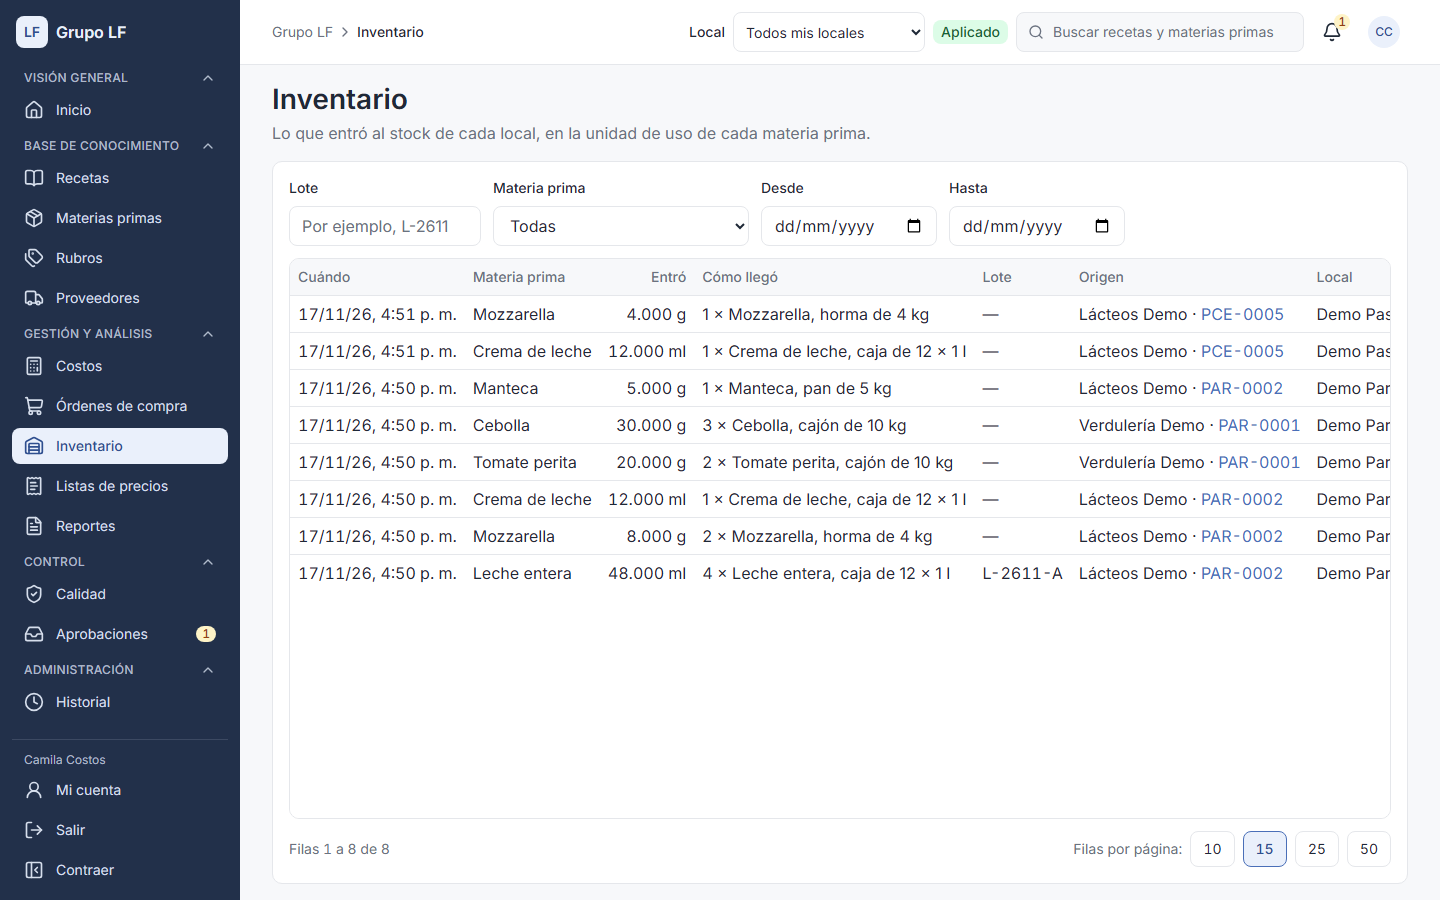 LF Grupo LF
VISIÓN GENERAL
Inicio
BASE DE CONOCIMIENTO
Recetas
Materias primas
Rubros
Proveedores
GESTIÓN Y ANÁLISIS
Costos
Órdenes de compra
Inventario
Listas de precios
Reportes
CONTROL
Calidad
Aprobaciones 1
ADMINISTRACIÓN
Historial
Camila Costos
Mi cuenta
Salir
Contraer
Grupo LF > Inventario
Local Todos mis locales Aplicado Buscar recetas y materias primas 1 CC
Inventario
Lo que entró al stock de cada local, en la unidad de uso de cada materia prima.
Lote Materia prima Desde Hasta
Por ejemplo, L-2611 Todas dd/mm/yyyy dd/mm/yyyy
Cuándo Materia prima Entró Cómo llegó Lote Origen Local
17/11/26, 4:51 p. m. Mozzarella 4.000 g 1 × Mozzarella, horma de 4 kg — Lácteos Demo · PCE-0005 Demo Pas
17/11/26, 4:51 p. m. Crema de leche 12.000 ml 1 × Crema de leche, caja de 12 × 1 l — Lácteos Demo · PCE-0005 Demo Pas
17/11/26, 4:50 p. m. Manteca 5.000 g 1 × Manteca, pan de 5 kg — Lácteos Demo · PAR-0002 Demo Par
17/11/26, 4:50 p. m. Cebolla 30.000 g 3 × Cebolla, cajón de 10 kg — Verdulería Demo · PAR-0001 Demo Par
17/11/26, 4:50 p. m. Tomate perita 20.000 g 2 × Tomate perita, cajón de 10 kg — Verdulería Demo · PAR-0001 Demo Par
17/11/26, 4:50 p. m. Crema de leche 12.000 ml 1 × Crema de leche, caja de 12 × 1 l — Lácteos Demo · PAR-0002 Demo Par
17/11/26, 4:50 p. m. Mozzarella 8.000 g 2 × Mozzarella, horma de 4 kg — Lácteos Demo · PAR-0002 Demo Par
17/11/26, 4:50 p. m. Leche entera 48.000 ml 4 × Leche entera, caja de 12 × 1 l L-2611-A Lácteos Demo · PAR-0002 Demo Par
Filas 1 a 8 de 8 Filas por página: 10 15 25 50